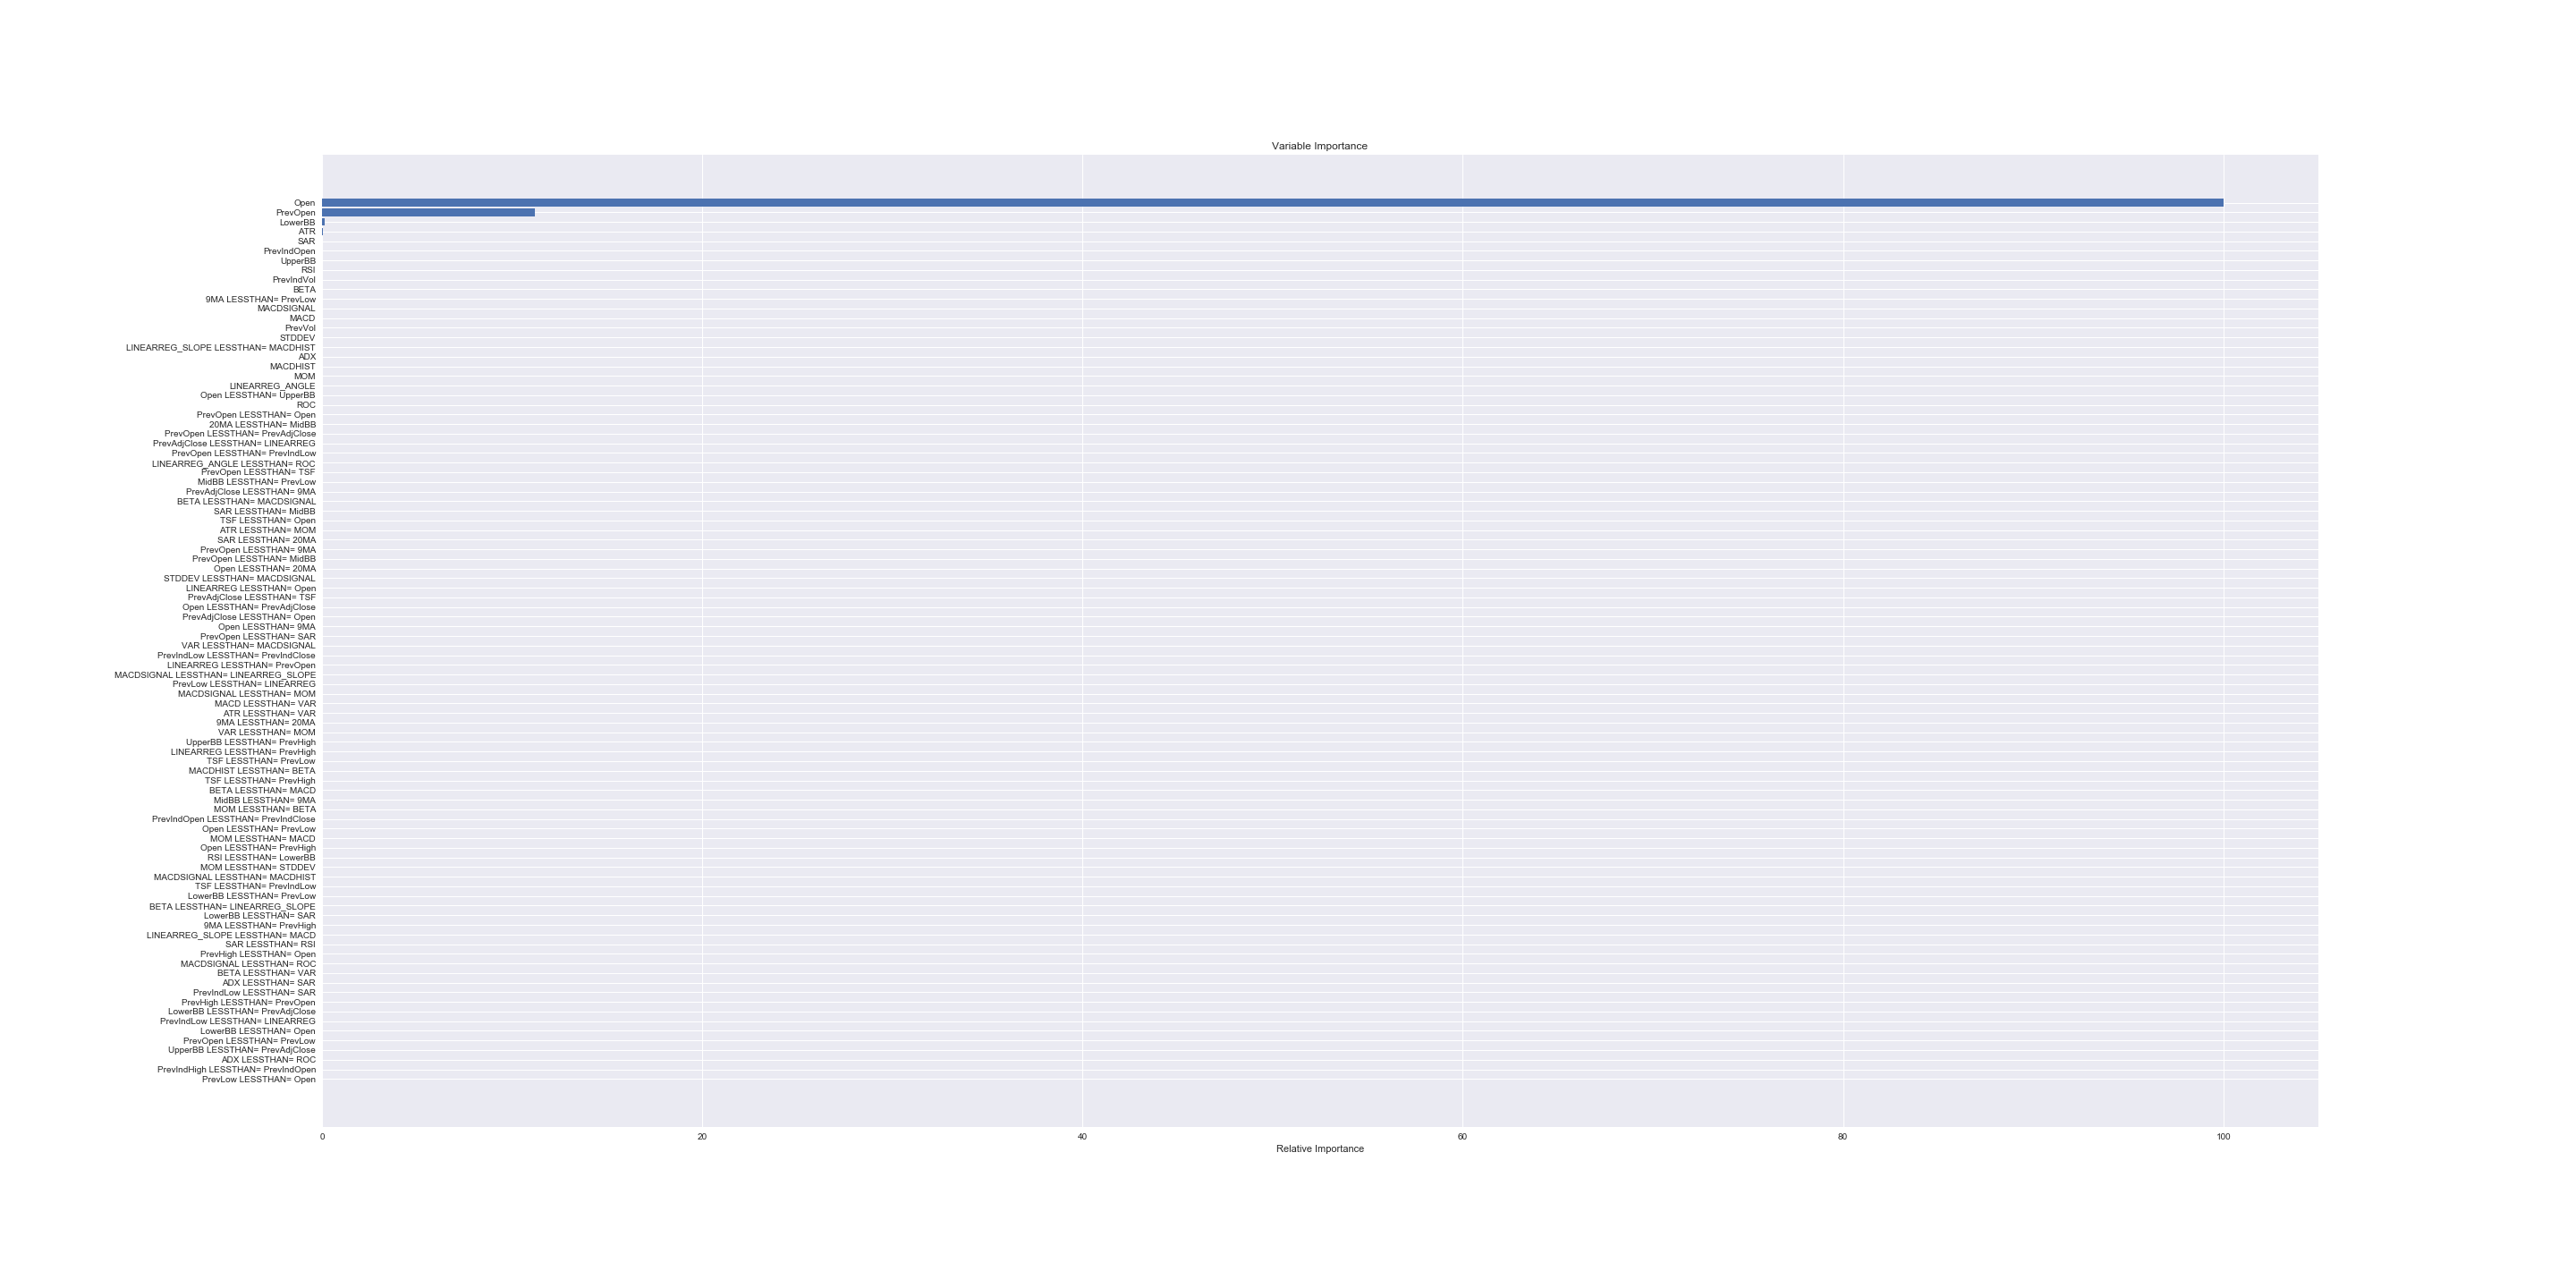 Variable Importance
Open
PrevOpen
LowerBB
ATR
SAR
PrevIndOpen
UpperBB
RSI
PrevIndVol
BETA
9MA LESSTHAN= PrevLow
MACDSIGNAL
MACD
PrevVol
STDDEV
LINEARREG_SLOPE LESSTHAN= MACDHIST
ADX
MACDHIST
MOM
LINEARREG_ANGLE
Open LESSTHAN= UpperBB
ROC
PrevOpen LESSTHAN= Open
20MA LESSTHAN= MidBB
PrevOpen LESSTHAN= PrevAdjClose
PrevAdjClose LESSTHAN= LINEARREG
PrevOpen LESSTHAN= PrevIndLow
LINEARREG_ANGLE LESSTHAN= ROC
PrevOpen LESSTHAN= TSF
MidBB LESSTHAN= PrevLow
PrevAdjClose LESSTHAN= 9MA
BETA LESSTHAN= MACDSIGNAL
SAR LESSTHAN= MidBB
TSF LESSTHAN= Open
ATR LESSTHAN= MOM
SAR LESSTHAN= 20MA
PrevOpen LESSTHAN= 9MA
PrevOpen LESSTHAN= MidBB
Open LESSTHAN= 20MA
STDDEV LESSTHAN= MACDSIGNAL
LINEARREG LESSTHAN= Open
PrevAdjClose LESSTHAN= TSF
Open LESSTHAN= PrevAdjClose
PrevAdjClose LESSTHAN= Open
Open LESSTHAN= 9MA
PrevOpen LESSTHAN= SAR
VAR LESSTHAN= MACDSIGNAL
PrevIndLow LESSTHAN= PrevIndClose
LINEARREG LESSTHAN= PrevOpen
MACDSIGNAL LESSTHAN= LINEARREG_SLOPE
PrevLow LESSTHAN= LINEARREG
MACDSIGNAL LESSTHAN= MOM
MACD LESSTHAN= VAR
ATR LESSTHAN= VAR
9MA LESSTHAN= 20MA
VAR LESSTHAN= MOM
UpperBB LESSTHAN= PrevHigh
LINEARREG LESSTHAN= PrevHigh
TSF LESSTHAN= PrevLow
MACDHIST LESSTHAN= BETA
TSF LESSTHAN= PrevHigh
BETA LESSTHAN= MACD
MidBB LESSTHAN= 9MA
MOM LESSTHAN= BETA
PrevIndOpen LESSTHAN= PrevIndClose
Open LESSTHAN= PrevLow
MOM LESSTHAN= MACD
Open LESSTHAN= PrevHigh
RSI LESSTHAN= LowerBB
MOM LESSTHAN= STDDEV
MACDSIGNAL LESSTHAN= MACDHIST
TSF LESSTHAN= PrevIndLow
LowerBB LESSTHAN= PrevLow
BETA LESSTHAN= LINEARREG_SLOPE
LowerBB LESSTHAN= SAR
9MA LESSTHAN= PrevHigh
LINEARREG_SLOPE LESSTHAN= MACD
SAR LESSTHAN= RSI
PrevHigh LESSTHAN= Open
MACDSIGNAL LESSTHAN= ROC
BETA LESSTHAN= VAR
ADX LESSTHAN= SAR
PrevIndLow LESSTHAN= SAR
PrevHigh LESSTHAN= PrevOpen
LowerBB LESSTHAN= PrevAdjClose
PrevIndLow LESSTHAN= LINEARREG
LowerBB LESSTHAN= Open
PrevOpen LESSTHAN= PrevLow
UpperBB LESSTHAN= PrevAdjClose
ADX LESSTHAN= ROC
PrevIndHigh LESSTHAN= PrevIndOpen
PrevLow LESSTHAN= Open
0 20 40 60 80 100
Relative Importance